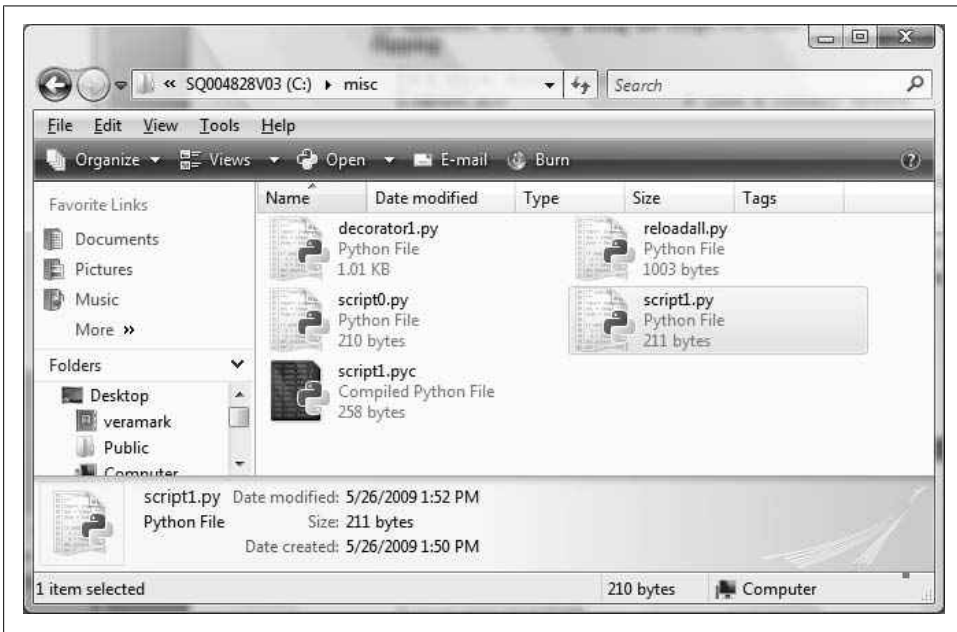 « SQ004828V03 (C:) ▸ misc
Search
File Edit View Tools Help
Organize Views Open E-mail Burn
Favorite Links
Documents
Pictures
Music
More »
Folders
Desktop
veramark
Public
Computer
Name Date modified Type Size Tags
decorator1.py
Python File
1.01 KB
reloadall.py
Python File
1003 bytes
script0.py
Python File
210 bytes
script1.py
Python File
211 bytes
script1.pyc
Compiled Python File
258 bytes
script1.py Date modified: 5/26/2009 1:52 PM
Python File Size: 211 bytes
Date created: 5/26/2009 1:50 PM
1 item selected 210 bytes Computer